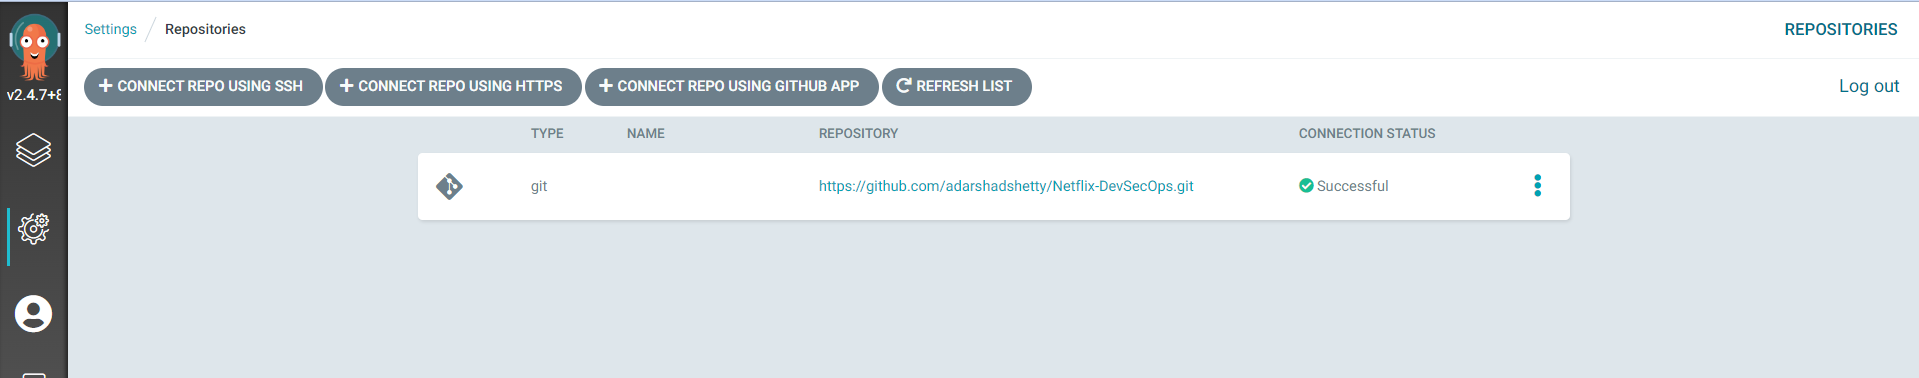 Settings / Repositories
REPOSITORIES
v2.4.7+8
CONNECT REPO USING SSH
CONNECT REPO USING HTTPS
CONNECT REPO USING GITHUB APP
REFRESH LIST
Log out
TYPE NAME REPOSITORY CONNECTION STATUS
git https://github.com/adarshadshetty/Netflix-DevSecOps.git Successful